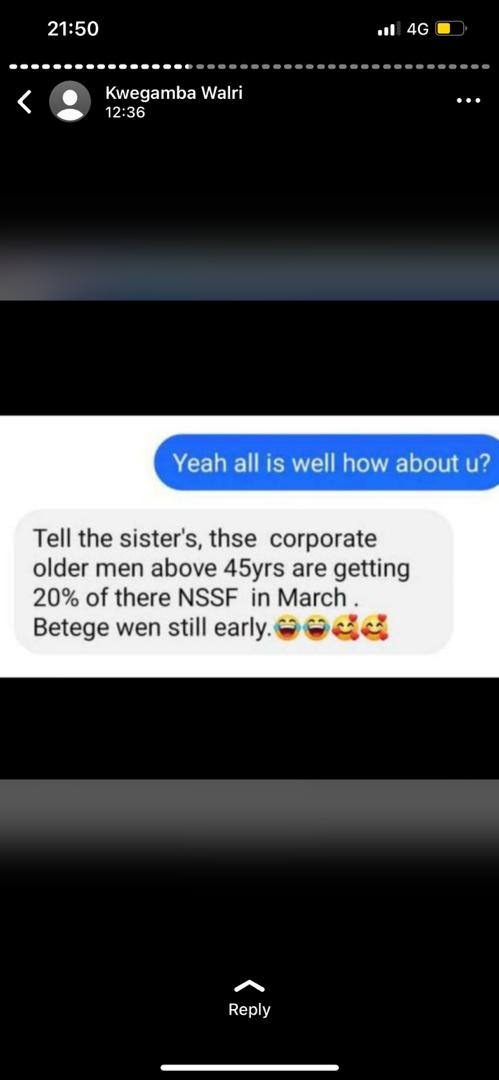 21:50
4G
Kwegamba Walri
12:36
Yeah all is well how about u?
Tell the sister's, thse corporate
older men above 45yrs are getting
20% of there NSSF in March .
Betege wen still early.😂😂🥰🥰
Reply